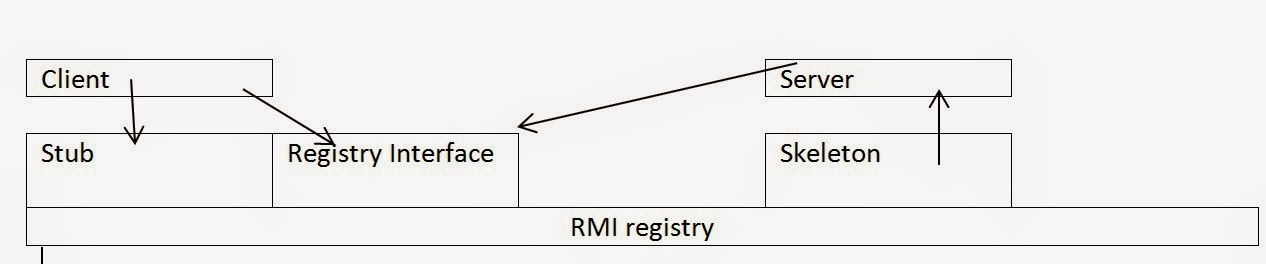 Client
Server
Stub
Registry Interface
Skeleton
RMI registry